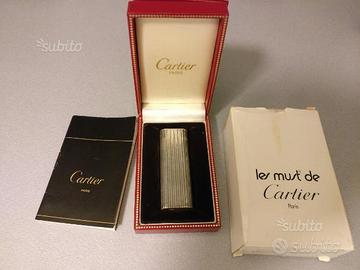 subito
Cartier
PARIS
Cartier
PARIS
les must de
Cartier
Paris
subito
subito